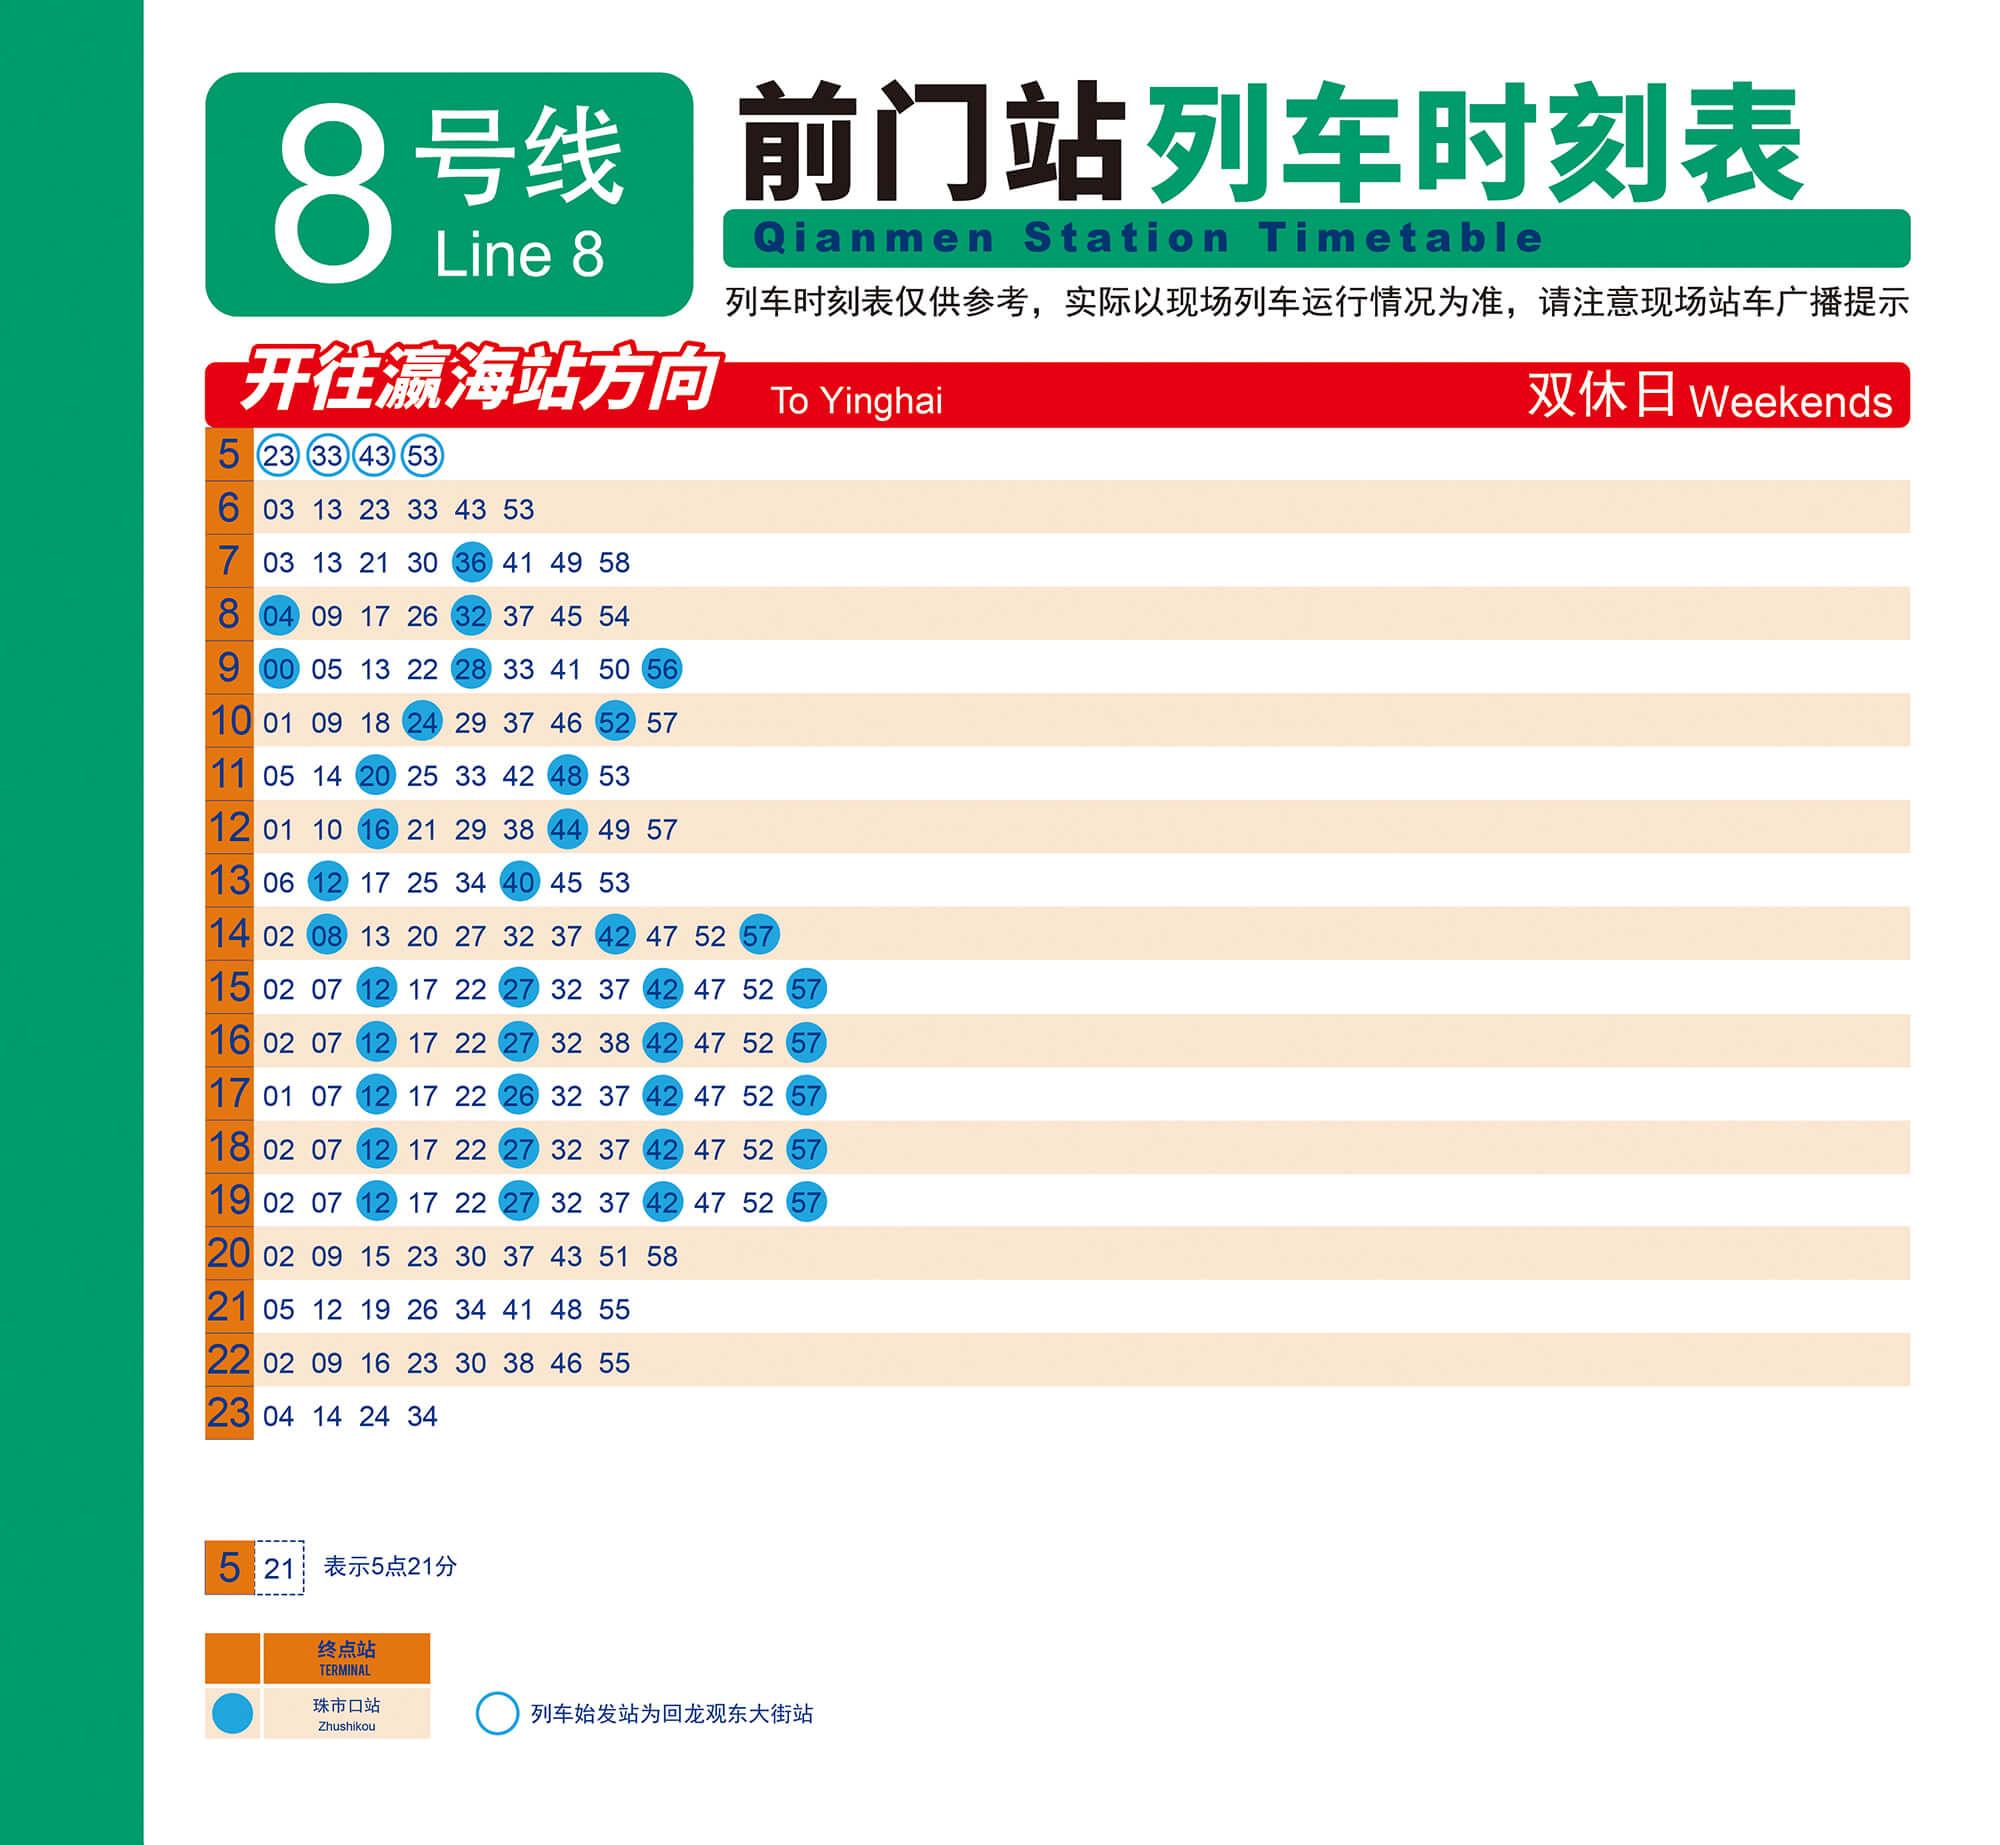 8号线
Line 8
前门站列车时刻表
Qianmen Station Timetable
列车时刻表仅供参考，实际以现场列车运行情况为准，请注意现场站车广播提示
开往瀛海站方向 To Yinghai 双休日 Weekends
5 23 33 43 53
6 03 13 23 33 43 53
7 03 13 21 30 36 41 49 58
8 04 09 17 26 32 37 45 54
9 00 05 13 22 28 33 41 50 56
10 01 09 18 24 29 37 46 52 57
11 05 14 20 25 33 42 48 53
12 01 10 16 21 29 38 44 49 57
13 06 12 17 25 34 40 45 53
14 02 08 13 20 27 32 37 42 47 52 57
15 02 07 12 17 22 27 32 37 42 47 52 57
16 02 07 12 17 22 27 32 38 42 47 52 57
17 01 07 12 17 22 26 32 37 42 47 52 57
18 02 07 12 17 22 27 32 37 42 47 52 57
19 02 07 12 17 22 27 32 37 42 47 52 57
20 02 09 15 23 30 37 43 51 58
21 05 12 19 26 34 41 48 55
22 02 09 16 23 30 38 46 55
23 04 14 24 34
5 21 表示5点21分
终点站
TERMINAL
珠市口站
Zhushikou
列车始发站为回龙观东大街站